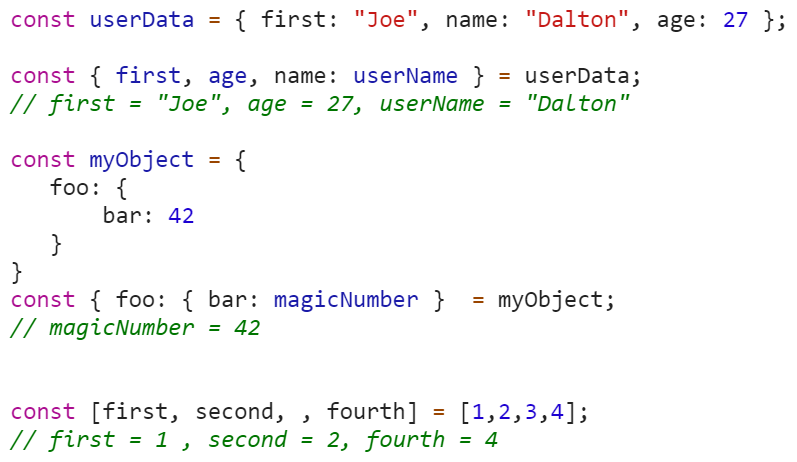 const userData = { first: "Joe", name: "Dalton", age: 27 };
const { first, age, name: userName } = userData;
// first = "Joe", age = 27, userName = "Dalton"
const myObject = {
foo: {
bar: 42
}
}
const { foo: { bar: magicNumber }  = myObject;
// magicNumber = 42
const [first, second, , fourth] = [1,2,3,4];
// first = 1 , second = 2, fourth = 4